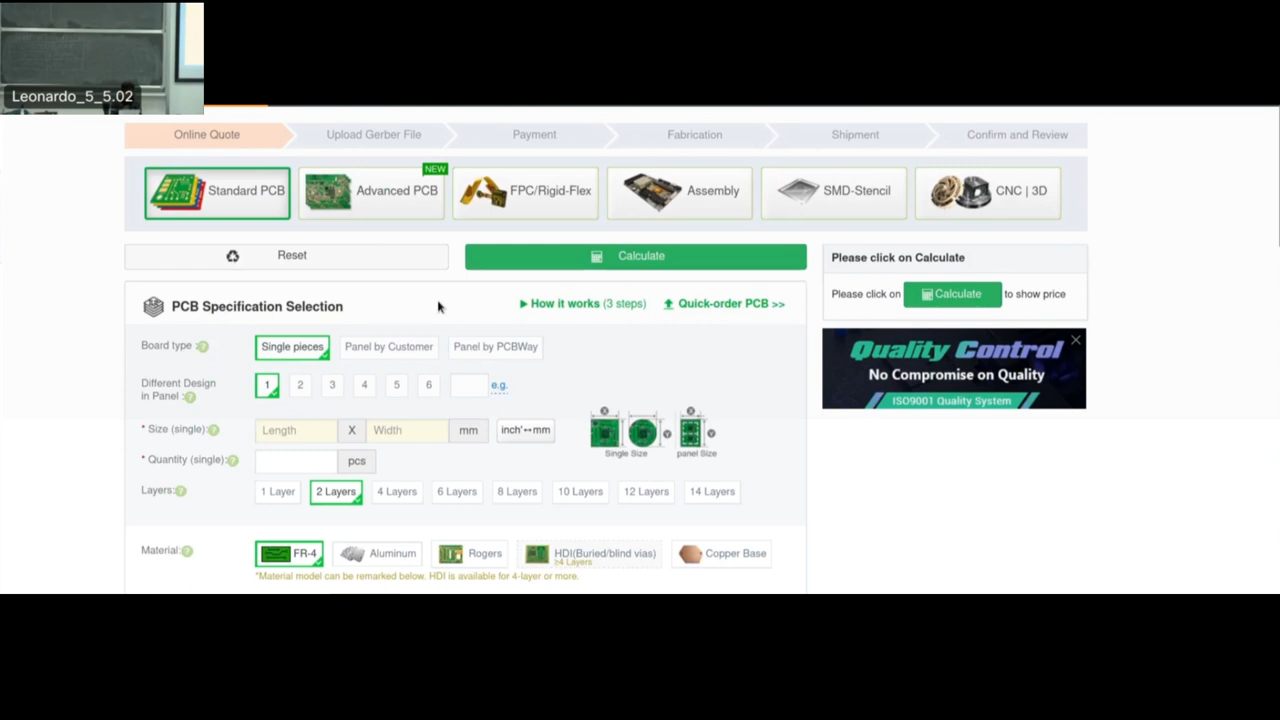 Leonardo_5_5.02
Online Quote
Upload Gerber File
Payment
Fabrication
Shipment
Confirm and Review
Standard PCB
NEW
Advanced PCB
FPC/Rigid-Flex
Assembly
SMD-Stencil
CNC | 3D
Reset
Calculate
Please click on Calculate
Please click on Calculate to show price
PCB Specification Selection
How it works (3 steps)
Quick-order PCB >>
Quality Control
No Compromise on Quality
ISO9001 Quality System
Board type :?
Single pieces
Panel by Customer
Panel by PCBWay
Different Design
in Panel :?
1 2 3 4 5 6 e.g.
* Size (single):?
Length X Width mm
inch'↔mm
X Y X Y
Single Size
panel Size
* Quantity (single):?
pcs
Layers:?
1 Layer
2 Layers
4 Layers
6 Layers
8 Layers
10 Layers
12 Layers
14 Layers
Material:?
FR-4
Aluminum
Rogers
HDI(Buried/blind vias)
≥4 Layers
Copper Base
*Material model can be remarked below. HDI is available for 4-layer or more.